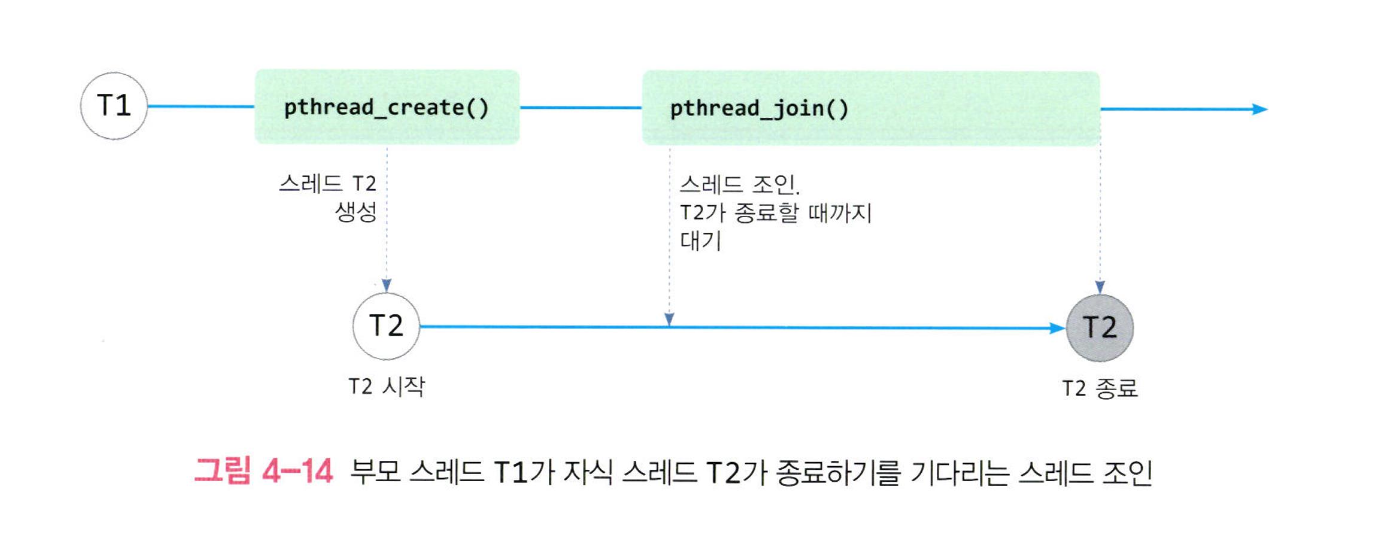 T1
pthread_create()
pthread_join()
스레드 T2
생성
스레드 조인.
T2가 종료할 때까지
대기
T2
T2
T2 시작
T2 종료
그림 4-14 부모 스레드 T1가 자식 스레드 T2가 종료하기를 기다리는 스레드 조인